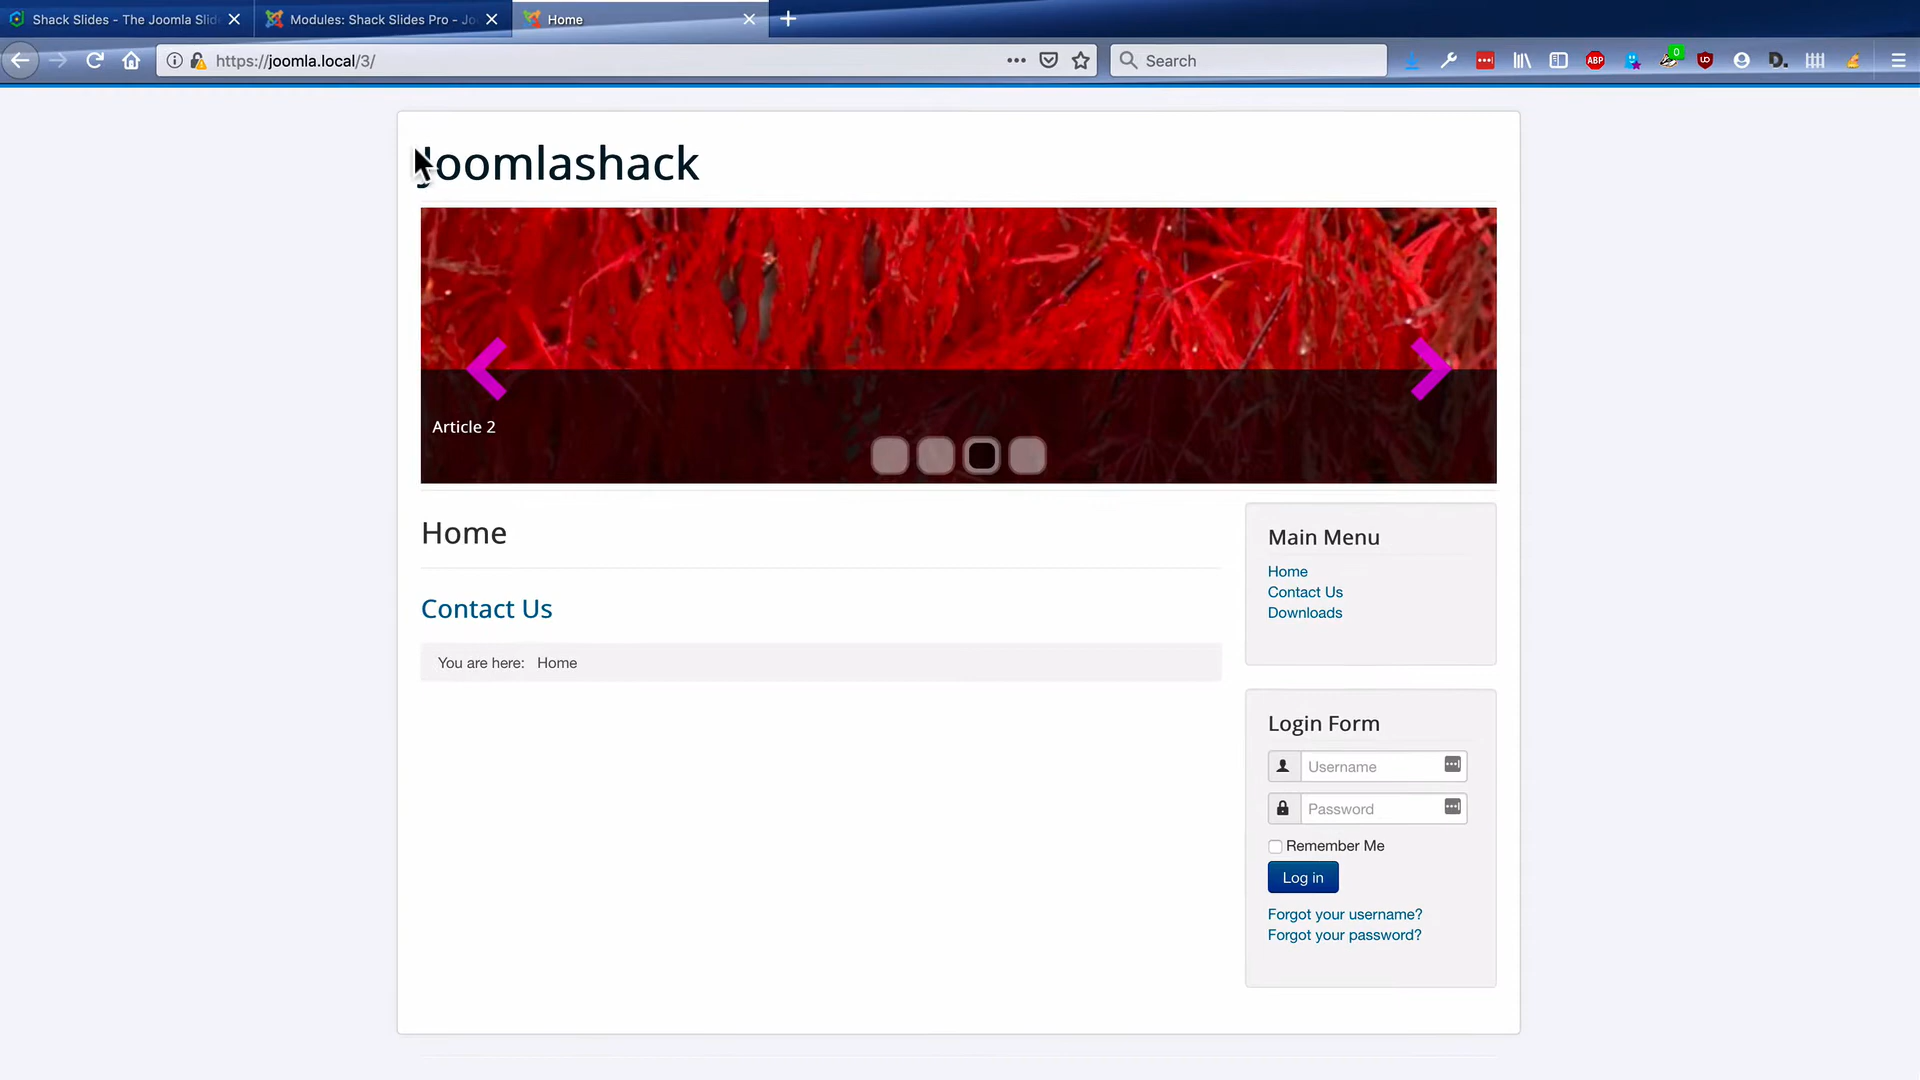 Shack Slides - The Joomla Slid
Modules: Shack Slides Pro - Jo
Home
https://joomla.local/3/
Search
ABP
0
D.
Joomlashack
Article 2
Home
Contact Us
You are here: Home
Main Menu
Home
Contact Us
Downloads
Login Form
Username
Password
Remember Me
Log in
Forgot your username?
Forgot your password?